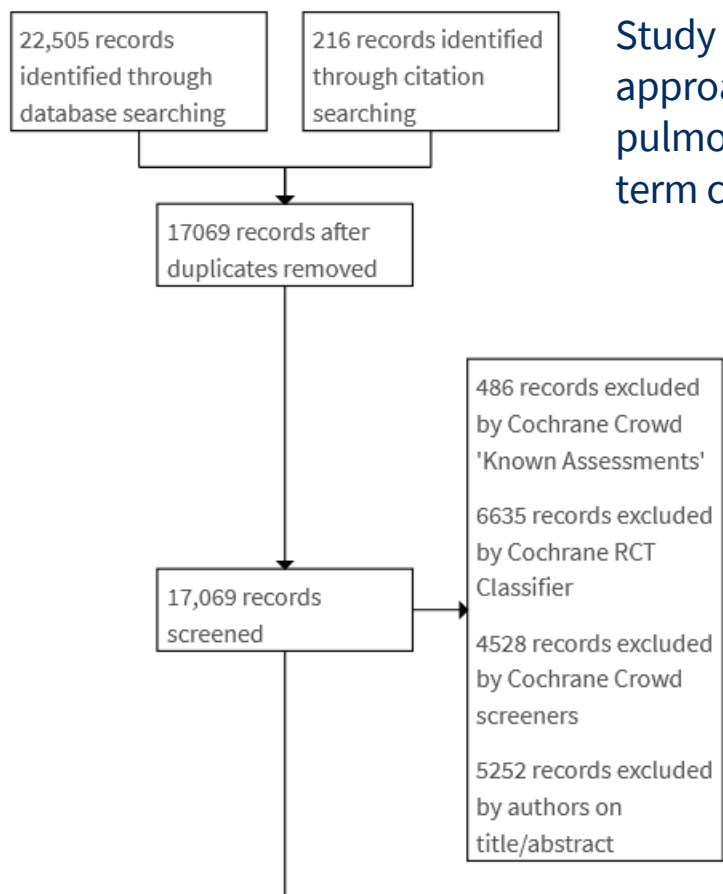 22,505 records
identified through
database searching
216 records identified
through citation
searching
Study
term c
17069 records after
duplicates removed
486 records excluded
by Cochrane Crowd
'Known Assessments'
6635 records excluded
by Cochrane RCT
Classifier
17,069 records
screened
4528 records excluded
by Cochrane Crowd
screeners
5252 records excluded
by authors on
title/abstract